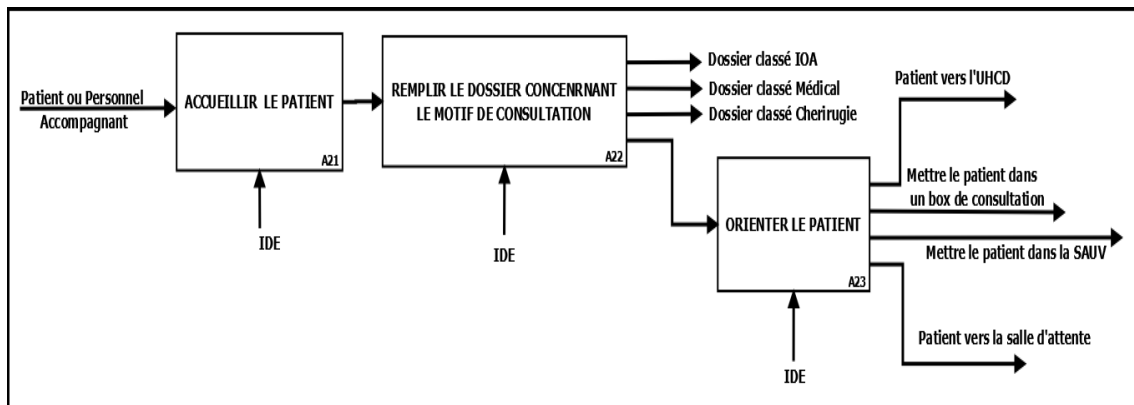 Patient ou Personnel
Accompagnant
ACCUEILLIR LE PATIENT
A21
IDE
REMPLIR LE DOSSIER CONCENRNANT
LE MOTIF DE CONSULTATION
A22
IDE
Dossier classé IOA
Dossier classé Médical
Dossier classé Cherirugie
ORIENTER LE PATIENT
A23
IDE
Patient vers l'UHCD
Mettre le patient dans
un box de consultation
Mettre le patient dans la SAUV
Patient vers la salle d'attente